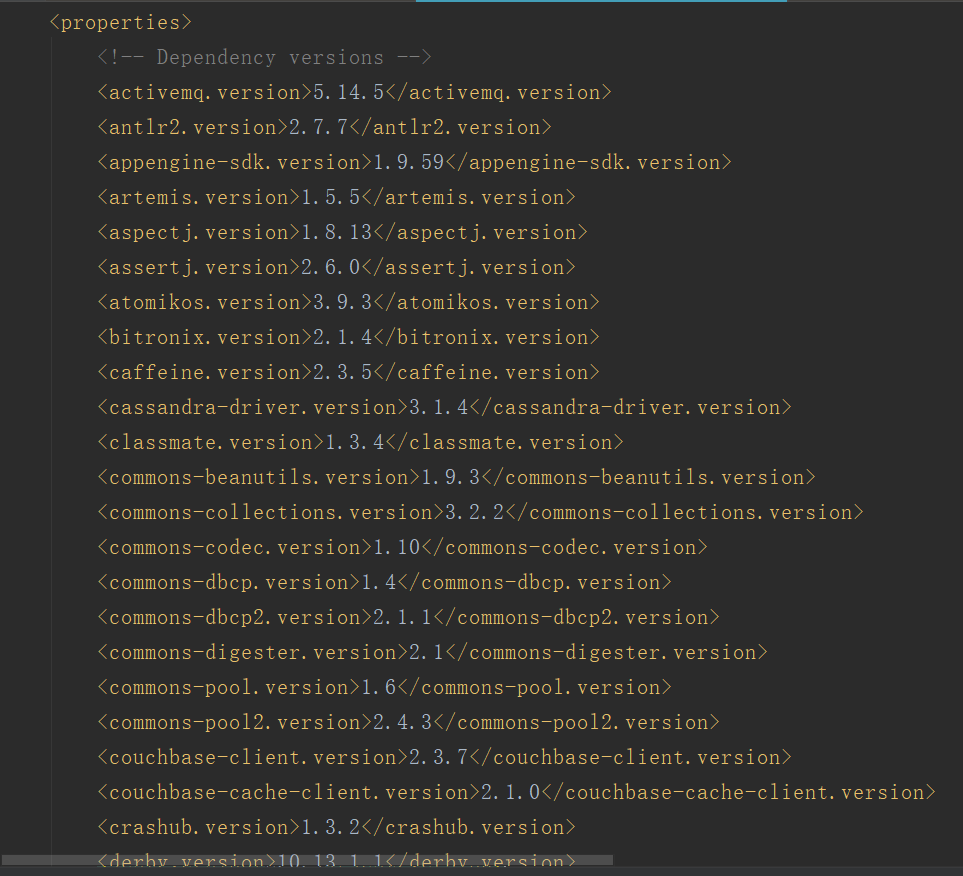 <properties>
<!-- Dependency versions -->
<activemq.version>5.14.5</activemq.version>
<antlr2.version>2.7.7</antlr2.version>
<appengine-sdk.version>1.9.59</appengine-sdk.version>
<artemis.version>1.5.5</artemis.version>
<aspectj.version>1.8.13</aspectj.version>
<assertj.version>2.6.0</assertj.version>
<atomikos.version>3.9.3</atomikos.version>
<bitronix.version>2.1.4</bitronix.version>
<caffeine.version>2.3.5</caffeine.version>
<cassandra-driver.version>3.1.4</cassandra-driver.version>
<classmate.version>1.3.4</classmate.version>
<commons-beanutils.version>1.9.3</commons-beanutils.version>
<commons-collections.version>3.2.2</commons-collections.version>
<commons-codec.version>1.10</commons-codec.version>
<commons-dbcp.version>1.4</commons-dbcp.version>
<commons-dbcp2.version>2.1.1</commons-dbcp2.version>
<commons-digester.version>2.1</commons-digester.version>
<commons-pool.version>1.6</commons-pool.version>
<commons-pool2.version>2.4.3</commons-pool2.version>
<couchbase-client.version>2.3.7</couchbase-client.version>
<couchbase-cache-client.version>2.1.0</couchbase-cache-client.version>
<crashub.version>1.3.2</crashub.version>
<derby.version>10.13.1.1</derby.version>